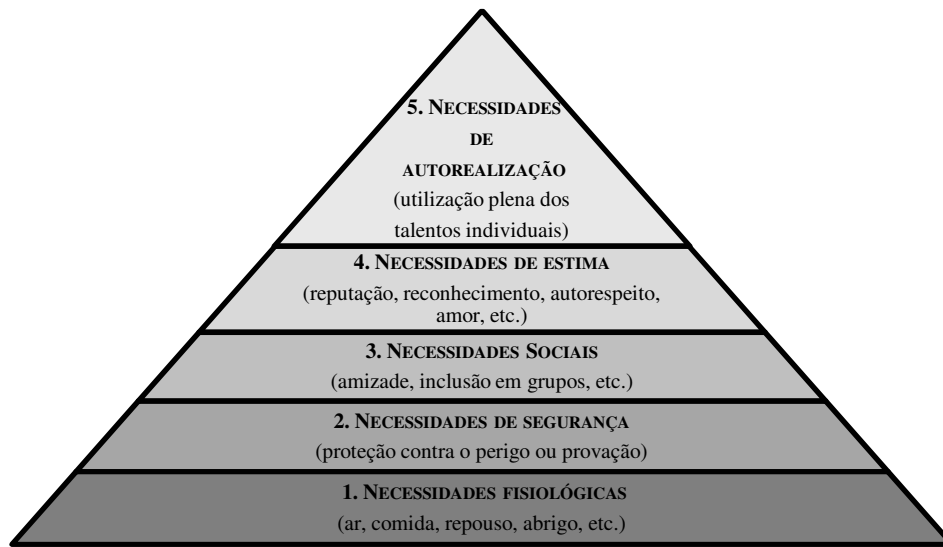 5. NECESSIDADES
DE
AUTOREALIZAÇÃO
(utilização plena dos
talentos individuais)
4. NECESSIDADES DE ESTIMA
(reputação, reconhecimento, autorespeito,
amor, etc.)
3. NECESSIDADES SOCIAIS
(amizade, inclusão em grupos, etc.)
2. NECESSIDADES DE SEGURANÇA
(proteção contra o perigo ou provação)
1. NECESSIDADES FISIOLÓGICAS
(ar, comida, repouso, abrigo, etc.)